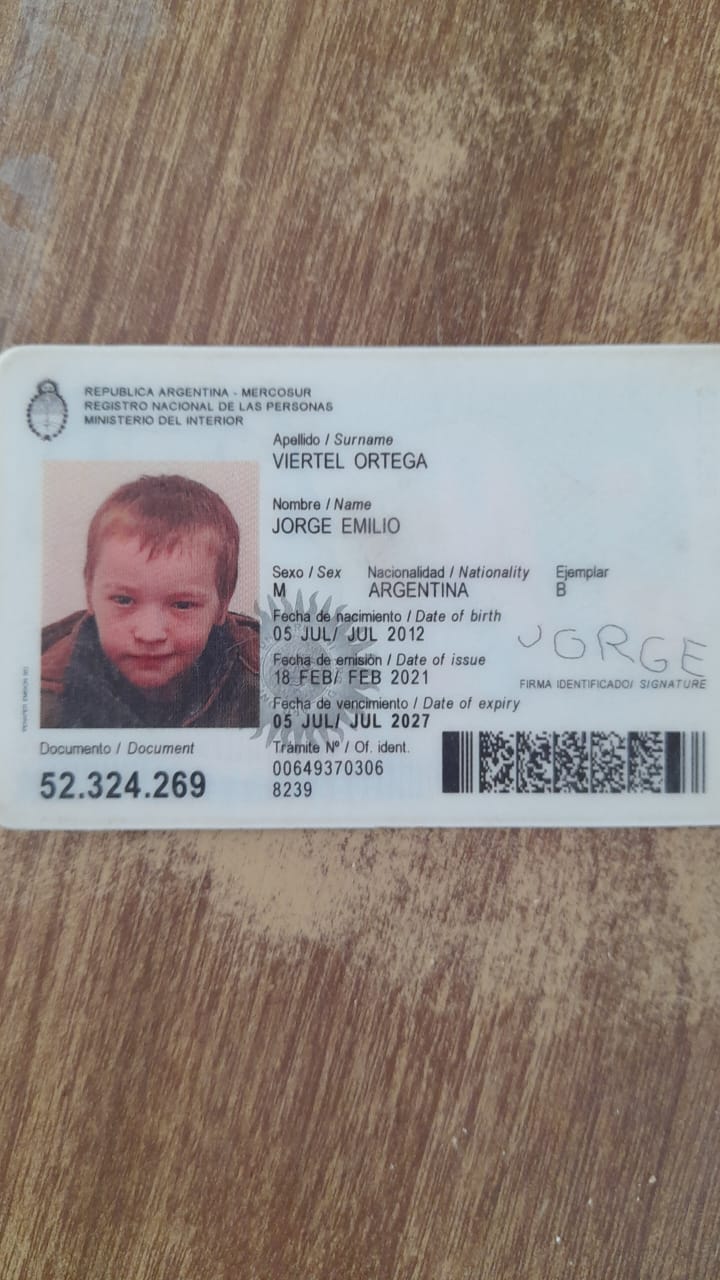 REPUBLICA ARGENTINA - MERCOSUR
REGISTRO NACIONAL DE LAS PERSONAS
MINISTERIO DEL INTERIOR
Apellido / Surname
VIERTEL ORTEGA
Nombre / Name
JORGE EMILIO
Sexo / Sex Nacionalidad / Nationality Ejemplar
M ARGENTINA B
Fecha de nacimiento / Date of birth
05 JUL/ JUL 2012
Fecha de emisión / Date of issue
18 FEB/ FEB 2021
JORGE
FIRMA IDENTIFICADO/ SIGNATURE
Fecha de vencimiento / Date of expiry
05 JUL/ JUL 2027
Documento / Document
52.324.269
Trámite Nº / Of. ident.
00649370306
8239